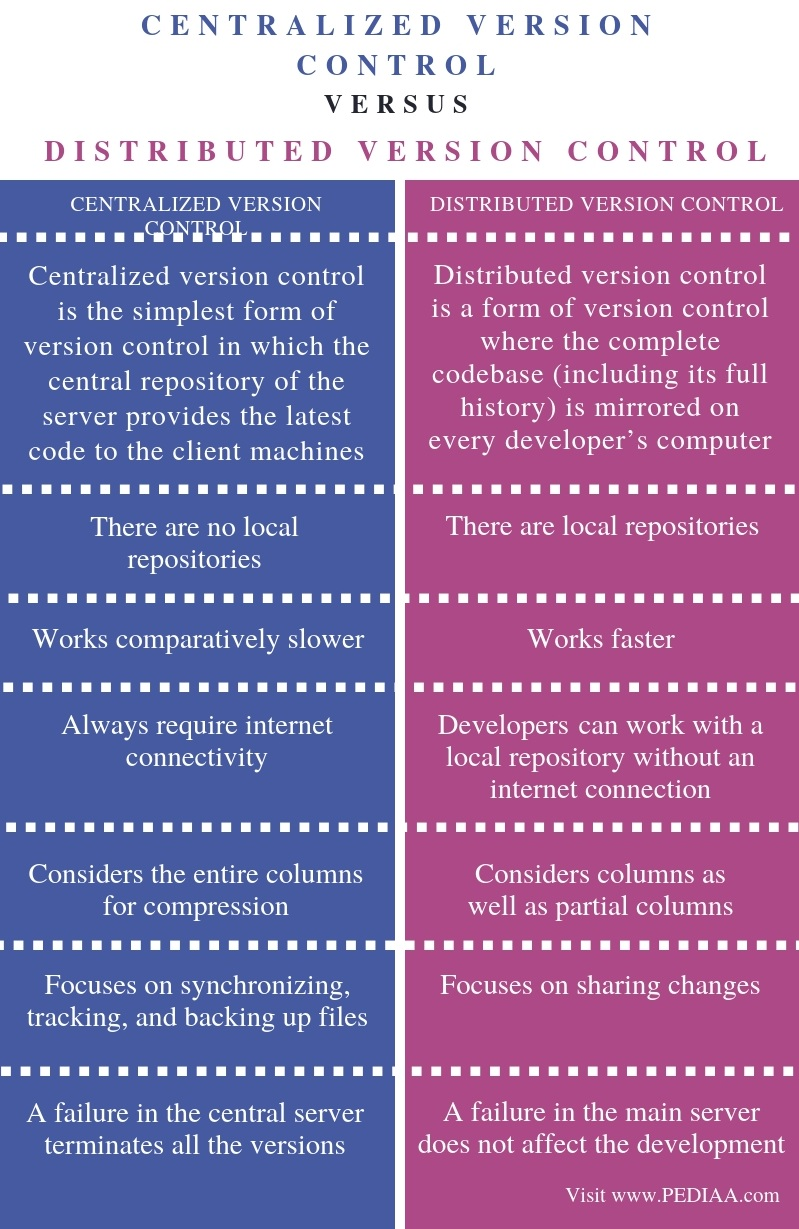 CENTRALIZED VERSION
CONTROL
VERSUS
DISTRIBUTED VERSION CONTROL
CENTRALIZED VERSION
CONTROL
DISTRIBUTED VERSION CONTROL
Centralized version control
is the simplest form of
version control in which the
central repository of the
server provides the latest
code to the client machines
Distributed version control
is a form of version control
where the complete
codebase (including its full
history) is mirrored on
every developer’s computer
There are no local
repositories
There are local repositories
Works comparatively slower
Works faster
Always require internet
connectivity
Developers can work with a
local repository without an
internet connection
Considers the entire columns
for compression
Considers columns as
well as partial columns
Focuses on synchronizing,
tracking, and backing up files
Focuses on sharing changes
A failure in the central server
terminates all the versions
A failure in the main server
does not affect the development
Visit www.PEDIAA.com